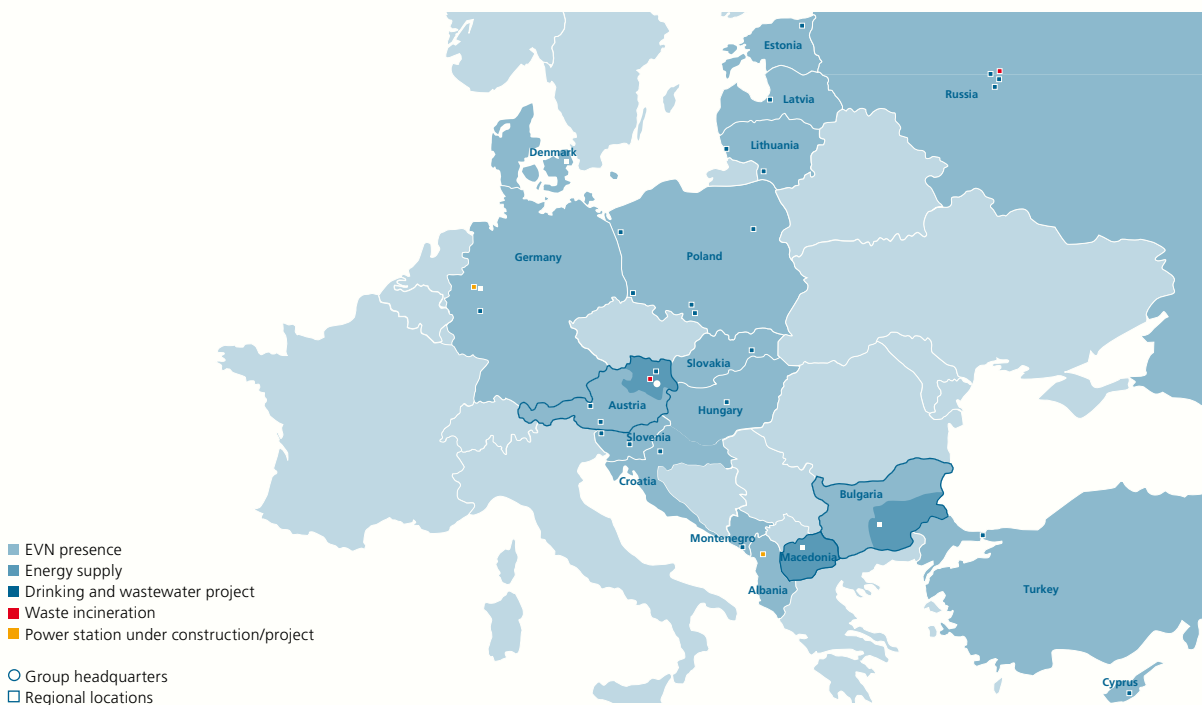 Estonia
Russia
Latvia
Lithuania
Denmark
Germany
Poland
Slovakia
Austria
Hungary
Slovenia
Croatia
Bulgaria
Montenegro
Macedonia
Albania
Turkey
Cyprus
EVN presence
Energy supply
Drinking and wastewater project
Waste incineration
Power station under construction/project
Group headquarters
Regional locations